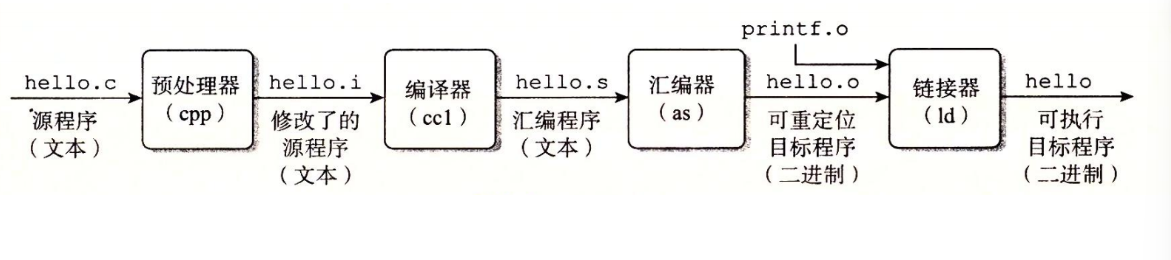 printf.o
hello.c
预处理器
(cpp)
hello.i
编译器
(cc1)
hello.s
汇编器
(as)
hello.o
链接器
(ld)
hello
源程序
(文本)
修改了的
源程序
(文本)
汇编程序
(文本)
可重定位
目标程序
(二进制)
可执行
目标程序
(二进制)